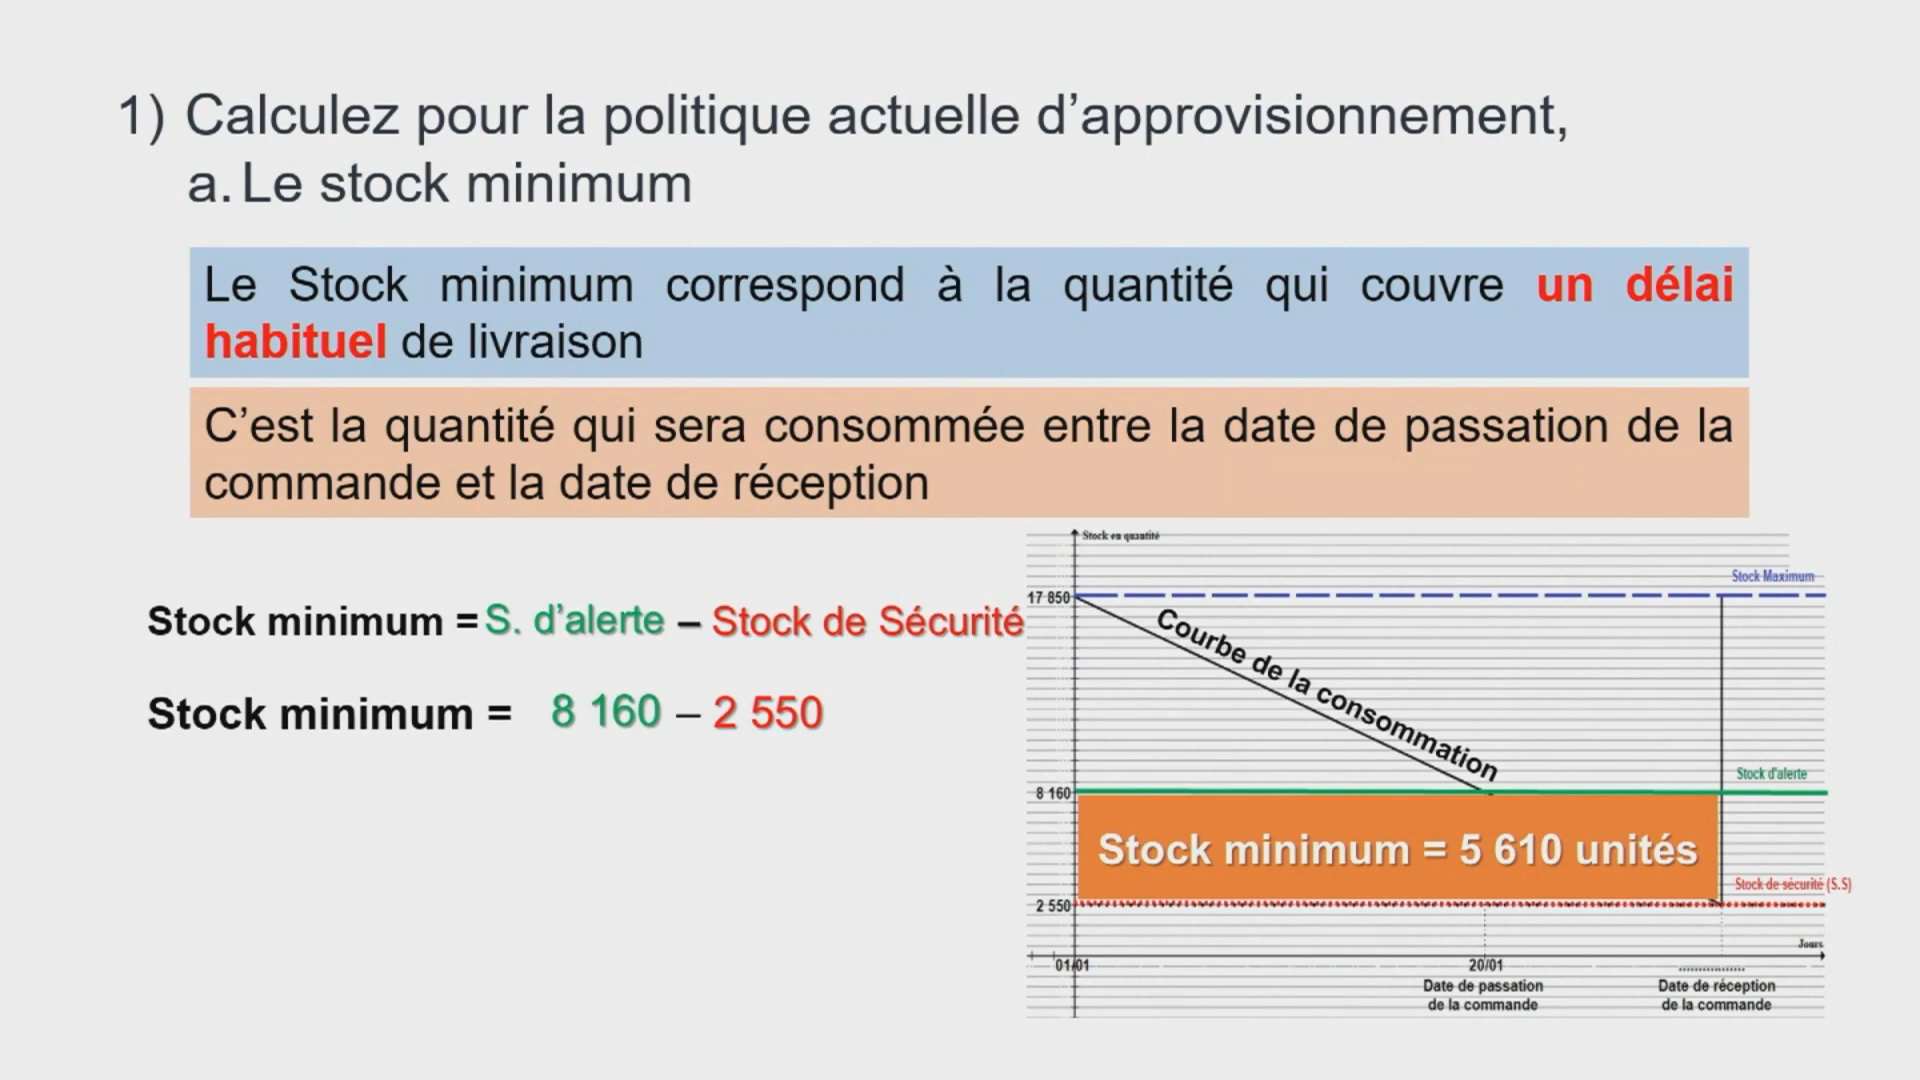 1) Calculez pour la politique actuelle d’approvisionnement,
a. Le stock minimum
Le Stock minimum correspond à la quantité qui couvre un délai
habituel de livraison
C’est la quantité qui sera consommée entre la date de passation de la
commande et la date de réception
Stock minimum = S. d’alerte – Stock de Sécurité
Stock minimum = 8 160 – 2 550
Stock en quantité
Stock Maximum
17 850
Courbe de la consommation
Stock d'alerte
8 160
Stock minimum = 5 610 unités
Stock de sécurité (S.S)
2 550
Jours
01/01
20/01
.................
Date de passation
de la commande
Date de réception
de la commande